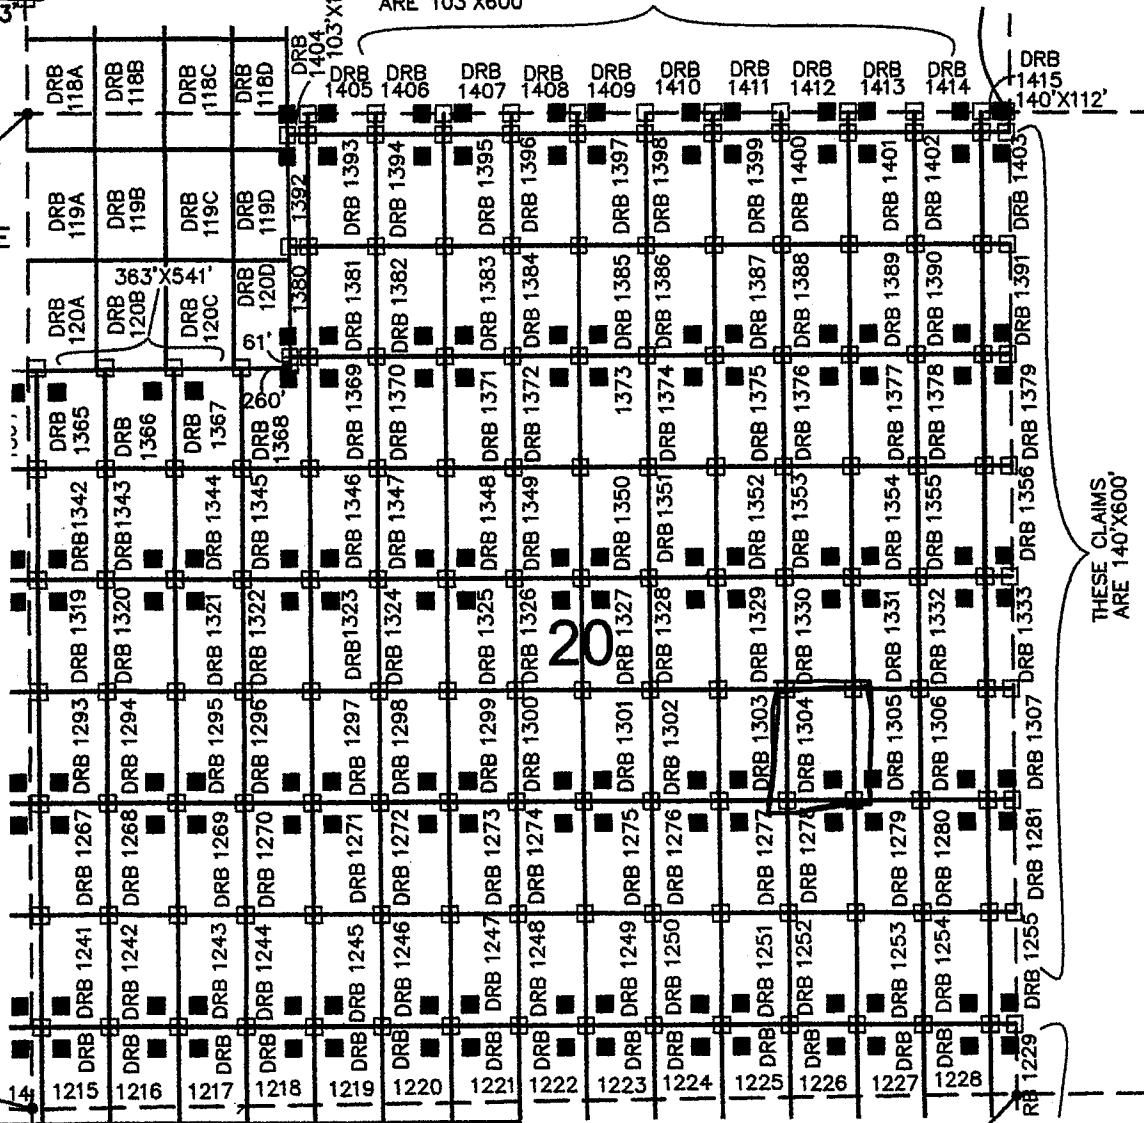 3'
ARE 103'X600'
DRB 118A
DRB 118B
DRB 118C
DRB 118D
DRB 1404
DRB 1405
DRB 1406
DRB 1407
DRB 1408
DRB 1409
DRB 1410
DRB 1411
DRB 1412
DRB 1413
DRB 1414
DRB 1415
140'X112'
DRB 119A
DRB 119B
DRB 119C
DRB 119D
1392
DRB 1393
DRB 1394
DRB 1395
DRB 1396
DRB 1397
DRB 1398
DRB 1399
DRB 1400
DRB 1401
DRB 1402
DRB 1403
363'X541'
DRB 120A
DRB 120B
DRB 120C
DRB 120D
1380
DRB 1381
DRB 1382
DRB 1383
DRB 1384
DRB 1385
DRB 1386
DRB 1387
DRB 1388
DRB 1389
DRB 1390
DRB 1391
61'
260'
DRB 1365
DRB 1366
DRB 1367
DRB 1368
DRB 1369
DRB 1370
DRB 1371
DRB 1372
1373
DRB 1374
DRB 1375
DRB 1376
DRB 1377
DRB 1378
DRB 1379
DRB 1342
DRB 1343
DRB 1344
DRB 1345
DRB 1346
DRB 1347
DRB 1348
DRB 1349
DRB 1350
DRB 1351
DRB 1352
DRB 1353
DRB 1354
DRB 1355
DRB 1356
THESE CLAIMS
ARE 140'X600'
DRB 1319
DRB 1320
DRB 1321
DRB 1322
DRB 1323
DRB 1324
DRB 1325
DRB 1326
20
DRB 1327
DRB 1328
DRB 1329
DRB 1330
DRB 1331
DRB 1332
DRB 1333
DRB 1293
DRB 1294
DRB 1295
DRB 1296
DRB 1297
DRB 1298
DRB 1299
DRB 1300
DRB 1301
DRB 1302
DRB 1303
DRB 1304
DRB 1305
DRB 1306
DRB 1307
DRB 1267
DRB 1268
DRB 1269
DRB 1270
DRB 1271
DRB 1272
DRB 1273
DRB 1274
DRB 1275
DRB 1276
DRB 1277
DRB 1278
DRB 1279
DRB 1280
DRB 1281
DRB 1241
DRB 1242
DRB 1243
DRB 1244
DRB 1245
DRB 1246
DRB 1247
DRB 1248
DRB 1249
DRB 1250
DRB 1251
DRB 1252
DRB 1253
DRB 1254
DRB 1255
14
DRB 1215
DRB 1216
DRB 1217
DRB 1218
DRB 1219
DRB 1220
DRB 1221
DRB 1222
DRB 1223
DRB 1224
DRB 1225
DRB 1226
DRB 1227
DRB 1228
RB 1229